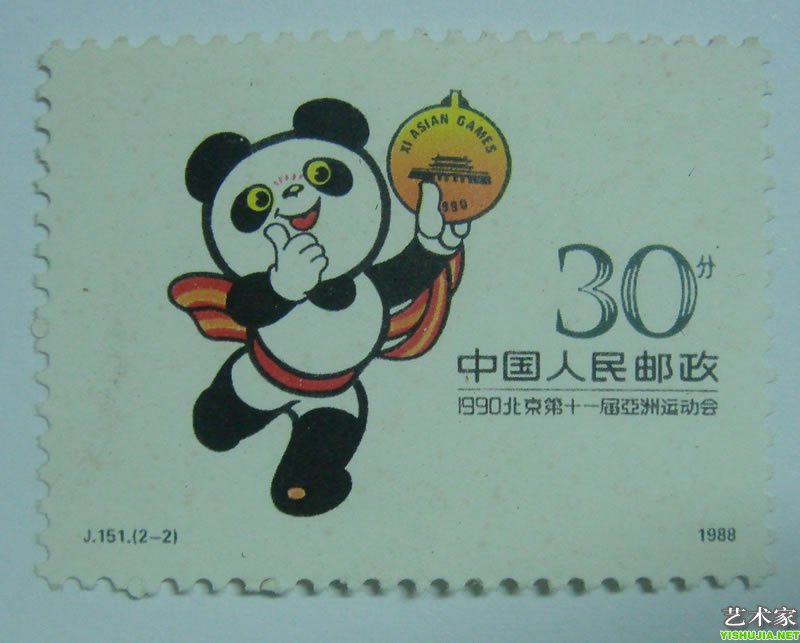 XI ASIAN GAMES
1990
30分
中国人民邮政
1990北京第十一届亞洲运动会
J.151.(2-2)
1988
艺术家
YISHUJIA.NET